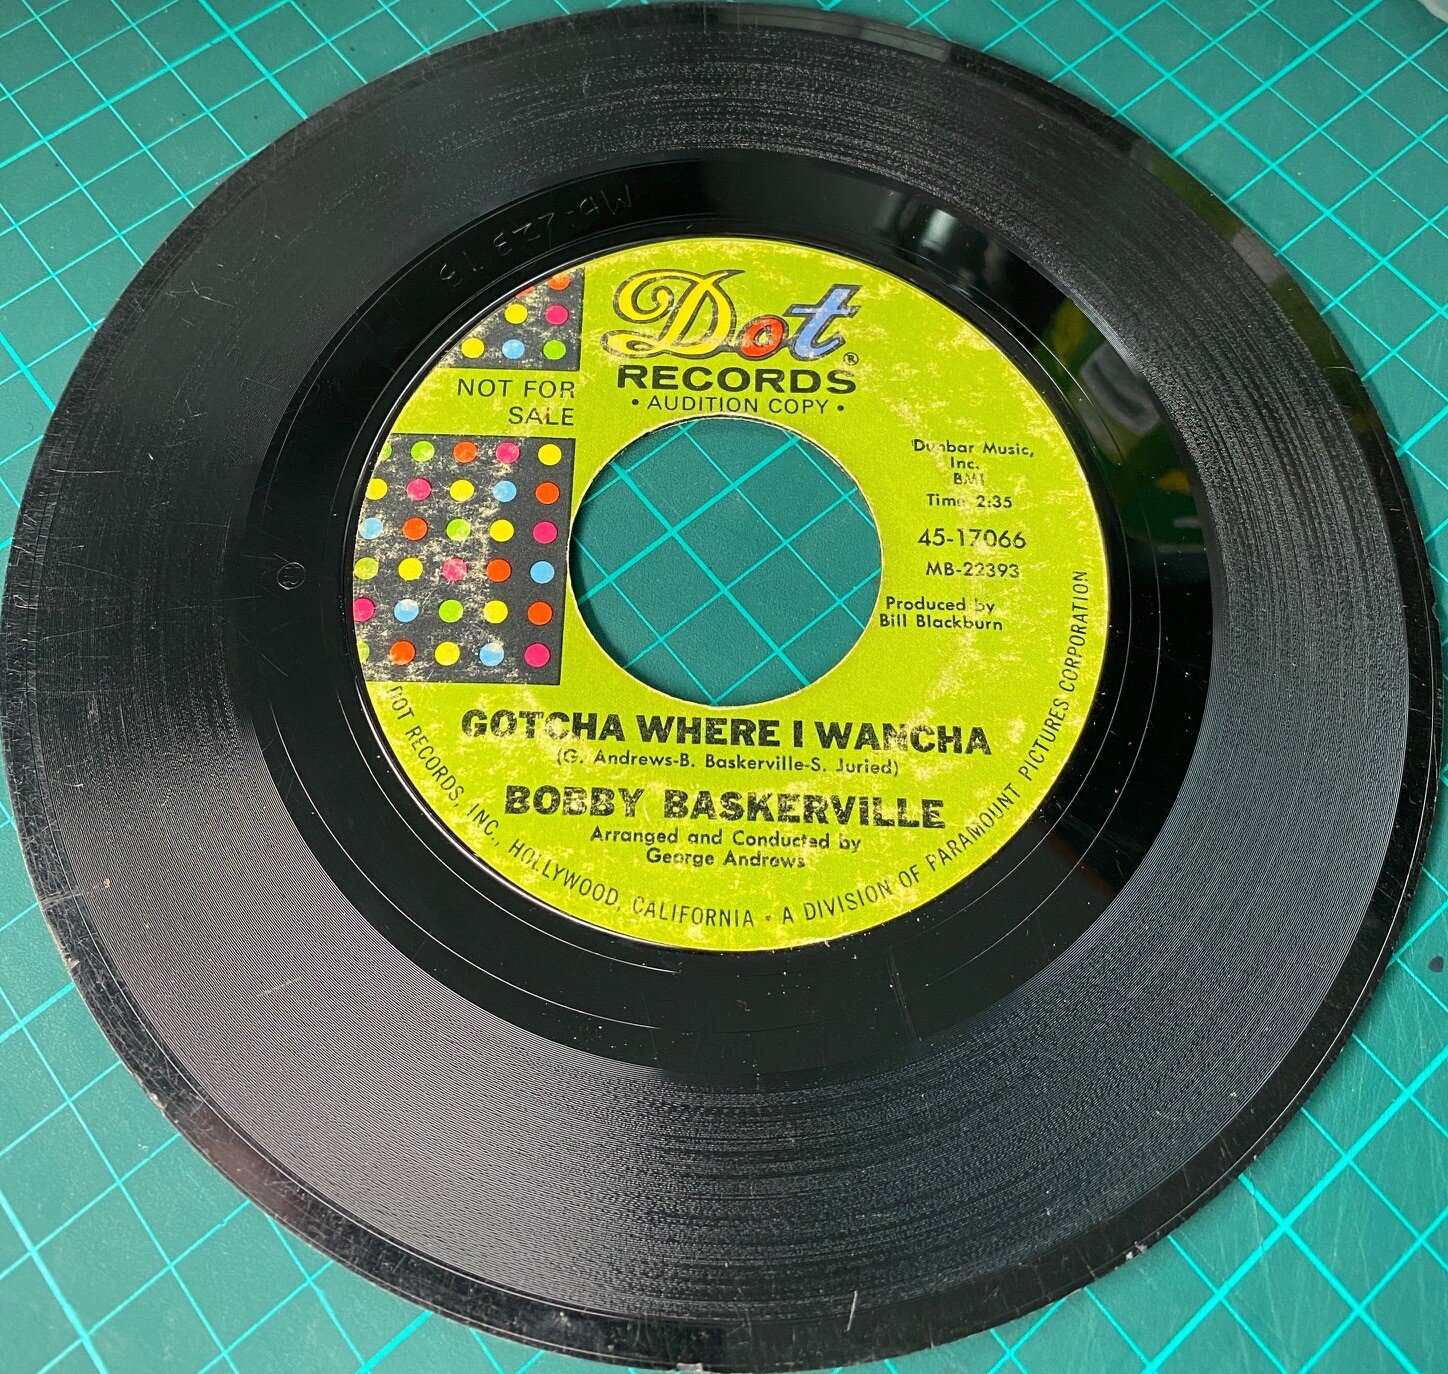 Dot®
RECORDS
• AUDITION COPY •
NOT FOR
SALE
Dunbar Music,
Inc.
BMI
Time 2:35
45-17066
MB-22393
Produced by
Bill Blackburn
GOTCHA WHERE I WANCHA
(G. Andrews-B. Baskerville-S. Juried)
BOBBY BASKERVILLE
Arranged and Conducted by
George Andrews
DOT RECORDS, INC., HOLLYWOOD, CALIFORNIA • A DIVISION OF PARAMOUNT PICTURES CORPORATION